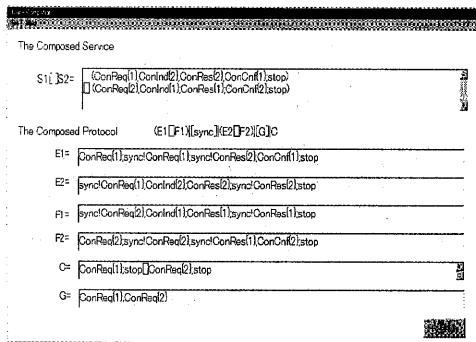 The Composed Service
S1[]S2= (ConReq(1),ConInd(2),ConRes(2),ConCnf(1);stop)
[] (ConReq(2),ConInd(1),ConRes(1);ConCnf(2);stop)
The Composed Protocol (E1[]F1)|[sync]|(E2[]F2)|[G]|C
E1= ConReq(1);sync!ConReq(1);sync!ConRes(2),ConCnf(1);stop
E2= sync!ConReq(1),ConInd(2),ConRes(2);sync!ConRes(2);stop
F1= sync!ConReq(2),ConInd(1),ConRes(1);sync!ConRes(1);stop
F2= ConReq(2);sync!ConReq(2);sync!ConRes(1),ConCnf(2);stop
C= ConReq(1);stop[]ConReq(2);stop
G= ConReq(1),ConReq(2)